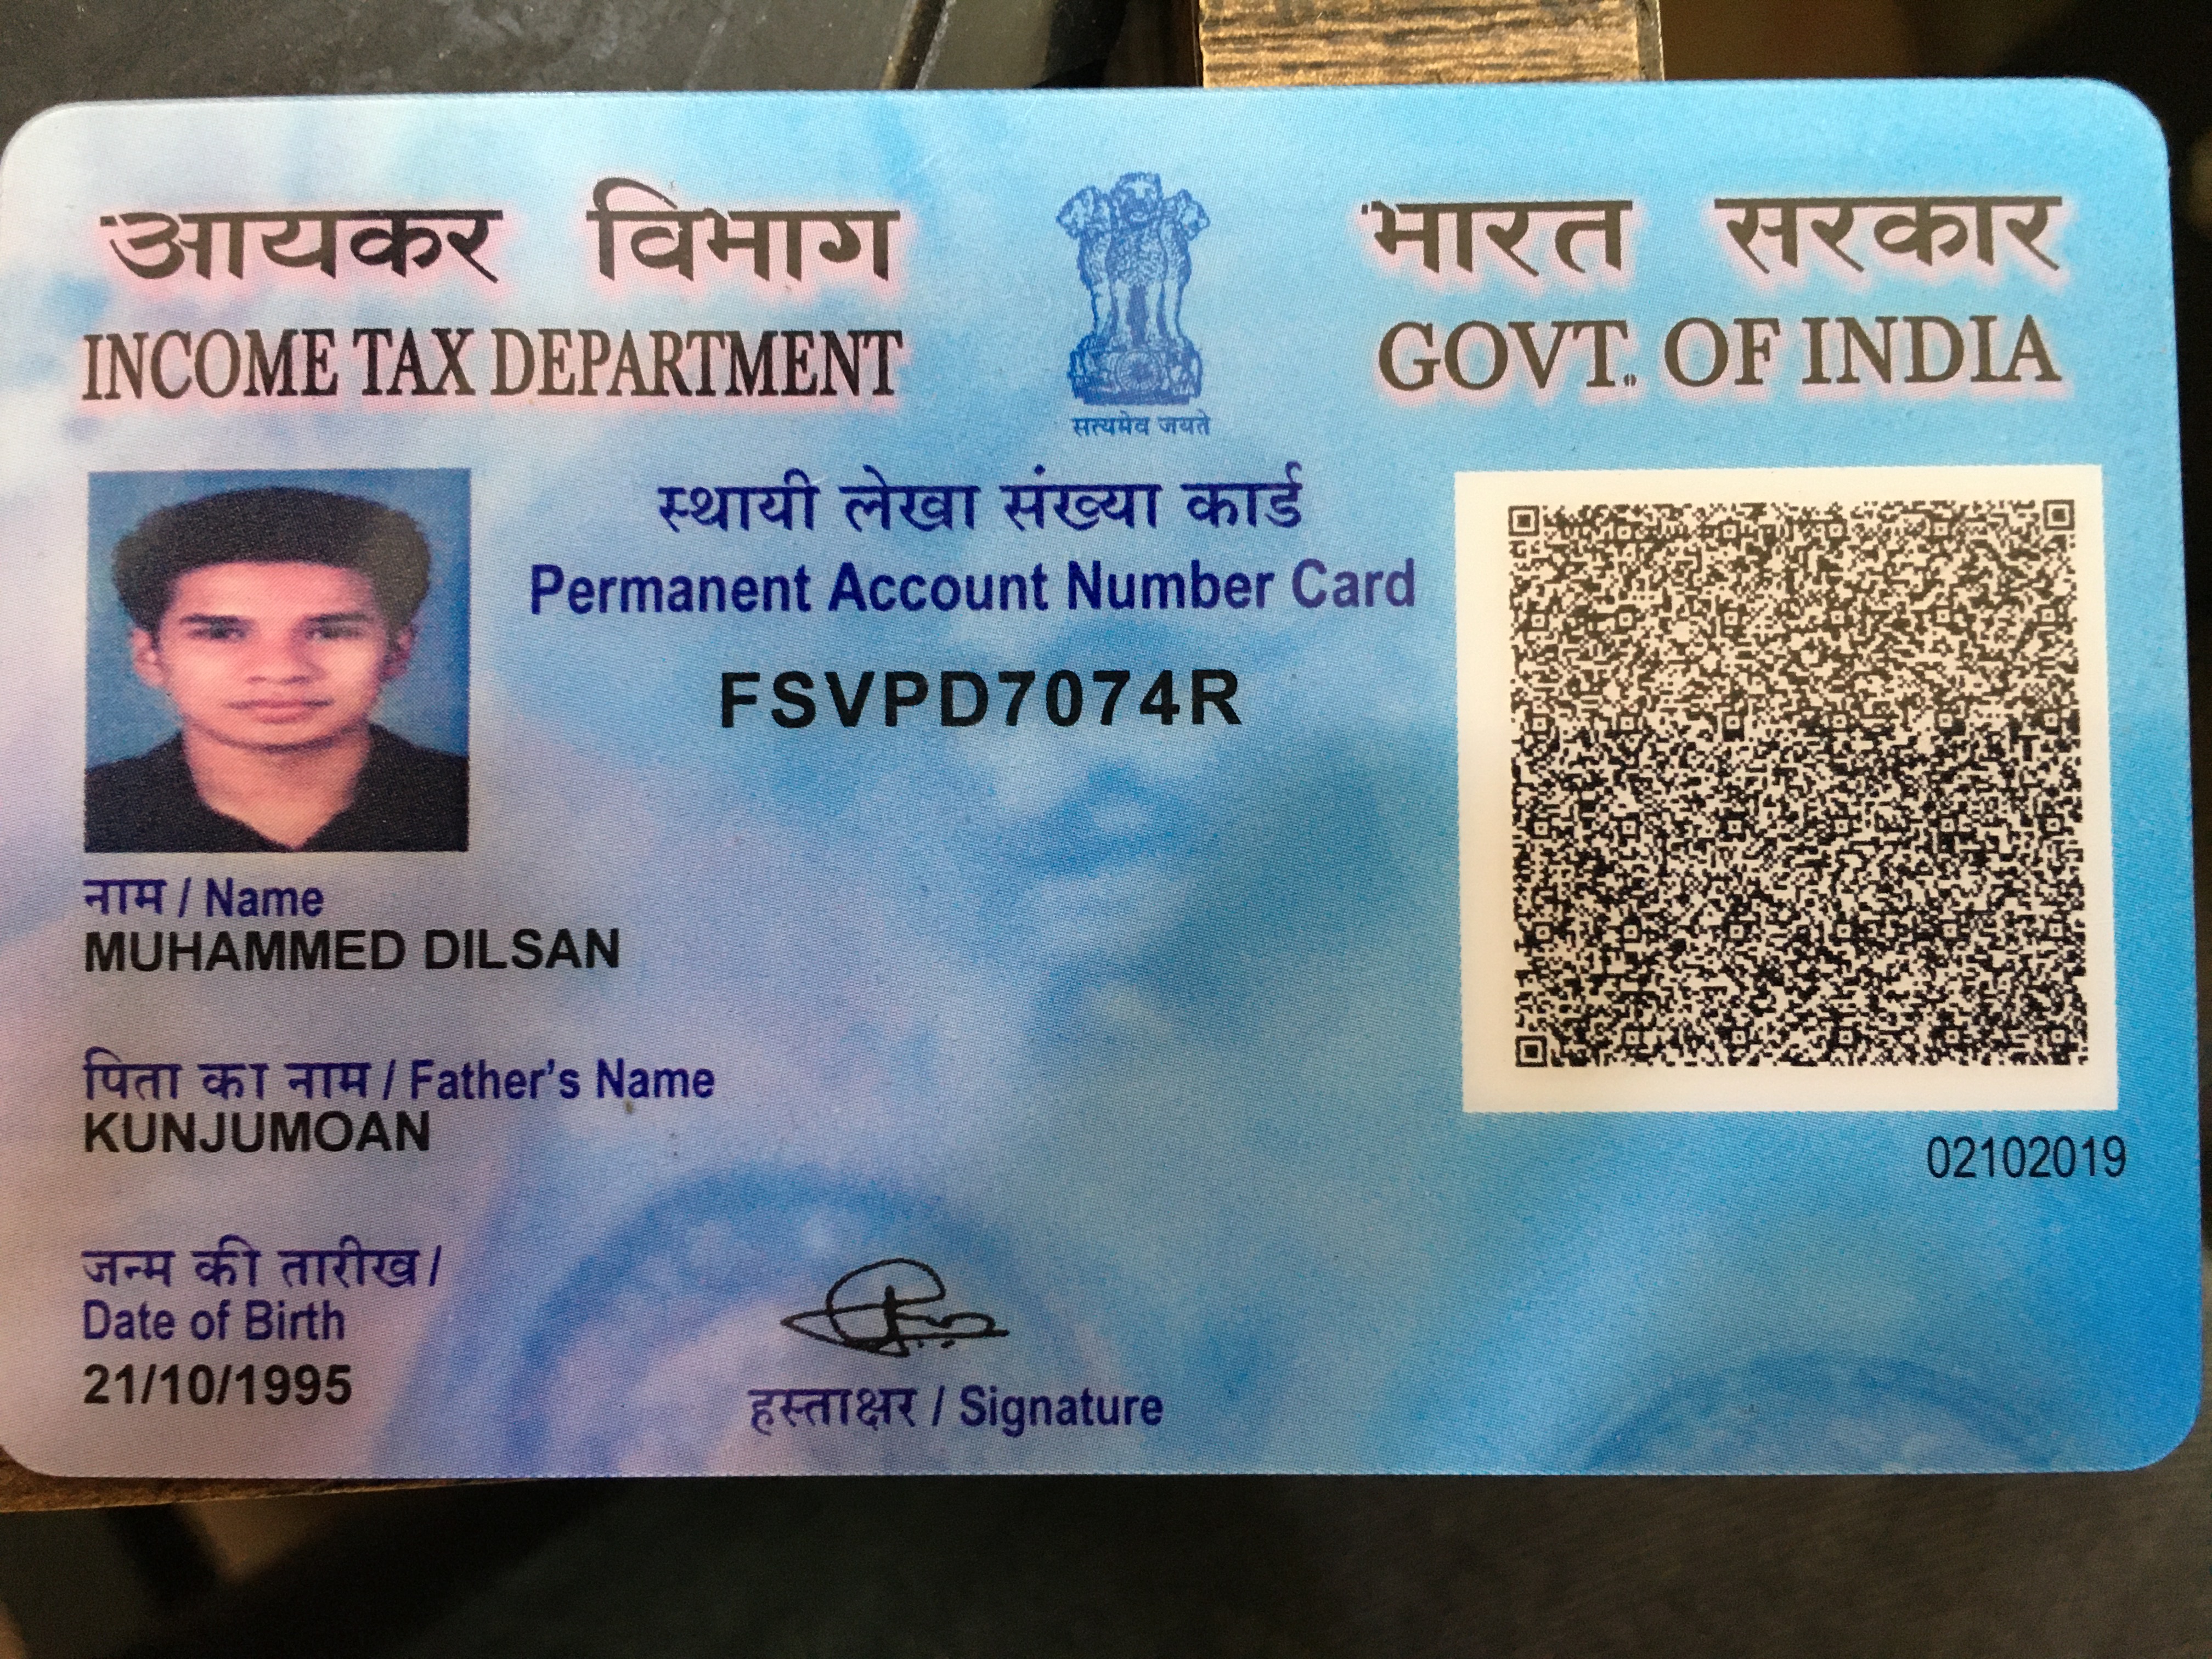 आयकर विभाग
INCOME TAX DEPARTMENT
सत्यमेव जयते
भारत सरकार
GOVT. OF INDIA
स्थायी लेखा संख्या कार्ड
Permanent Account Number Card
FSVPD7074R
नाम / Name
MUHAMMED DILSAN
पिता का नाम / Father's Name
KUNJUMOAN
जन्म की तारीख /
Date of Birth
21/10/1995
हस्ताक्षर / Signature
02102019